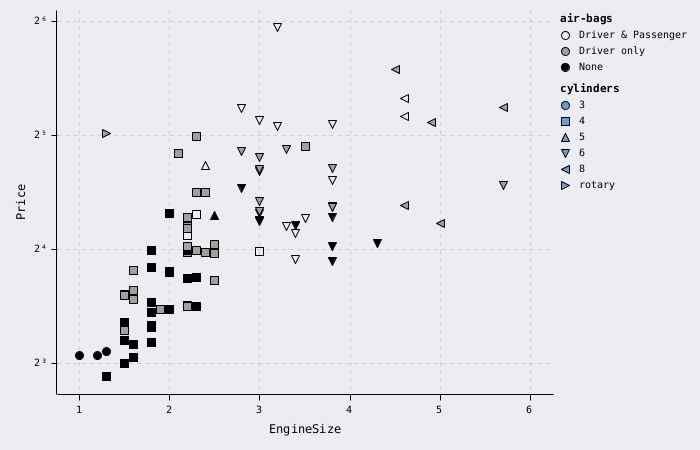 air-bags
Driver & Passenger
Driver only
None
cylinders
3
4
5
6
8
rotary
2⁶
2⁵
2⁴
2³
Price
1 2 3 4 5 6
EngineSize